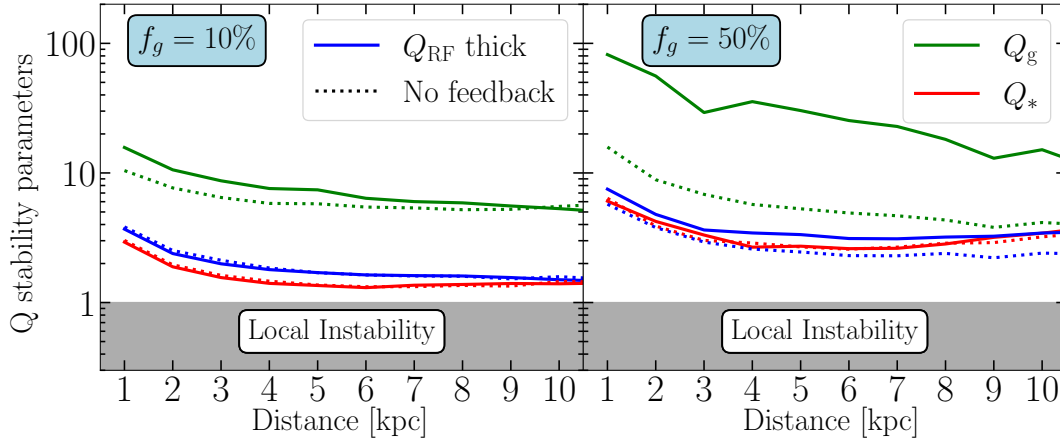 Q stability parameters
100
10
1
f_g = 10%
Q_RF thick
No feedback
Local Instability
1 2 3 4 5 6 7 8 9 10
Distance [kpc]
f_g = 50%
Q_g
Q_*
Local Instability
1 2 3 4 5 6 7 8 9 10
Distance [kpc]